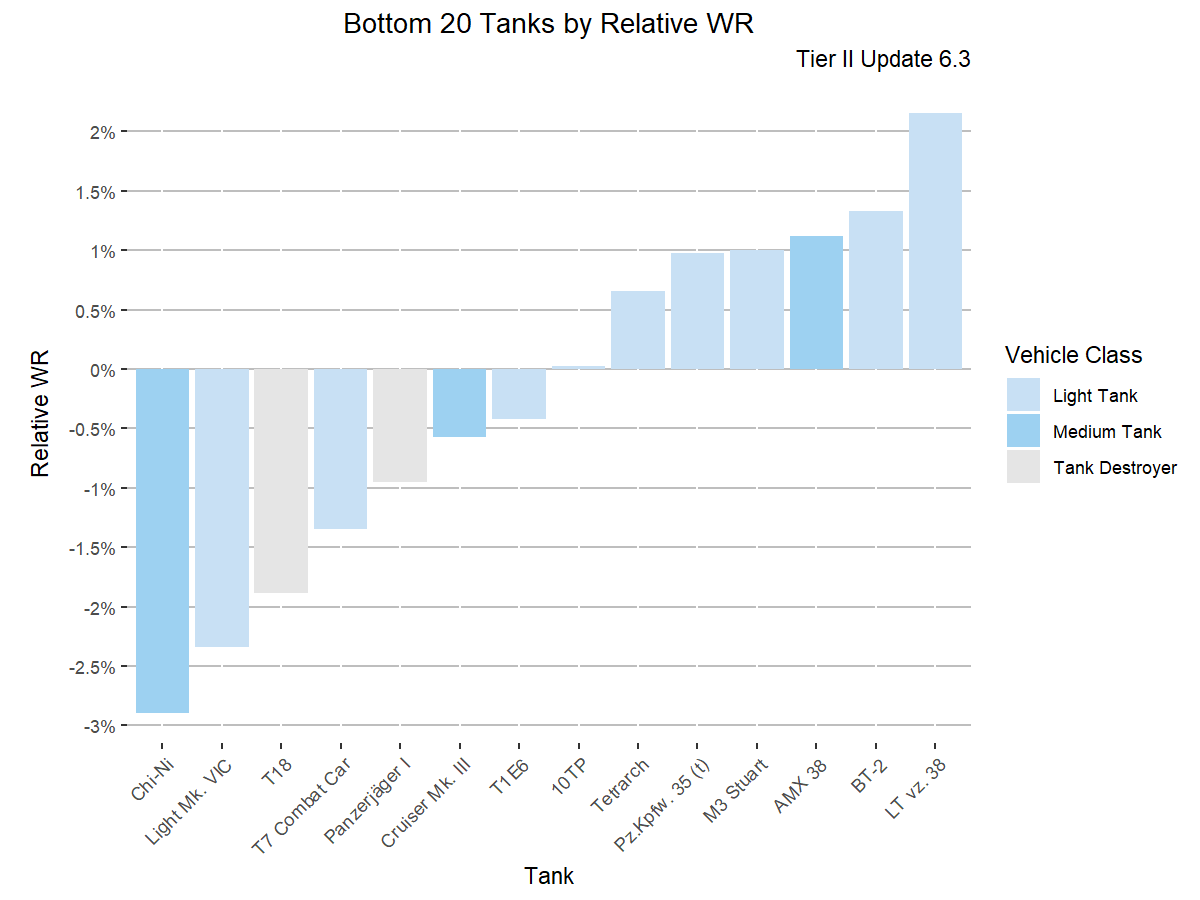 Bottom 20 Tanks by Relative WR
Tier II Update 6.3
2%
1.5%
1%
0.5%
0%
-0.5%
-1%
-1.5%
-2%
-2.5%
-3%
Relative WR
Chi-Ni
Light Mk. VIC
T18
T7 Combat Car
Panzerjäger I
Cruiser Mk. III
T1E6
10TP
Tetrarch
Pz.Kpfw. 35 (t)
M3 Stuart
AMX 38
BT-2
LT vz. 38
Tank
Vehicle Class
Light Tank
Medium Tank
Tank Destroyer